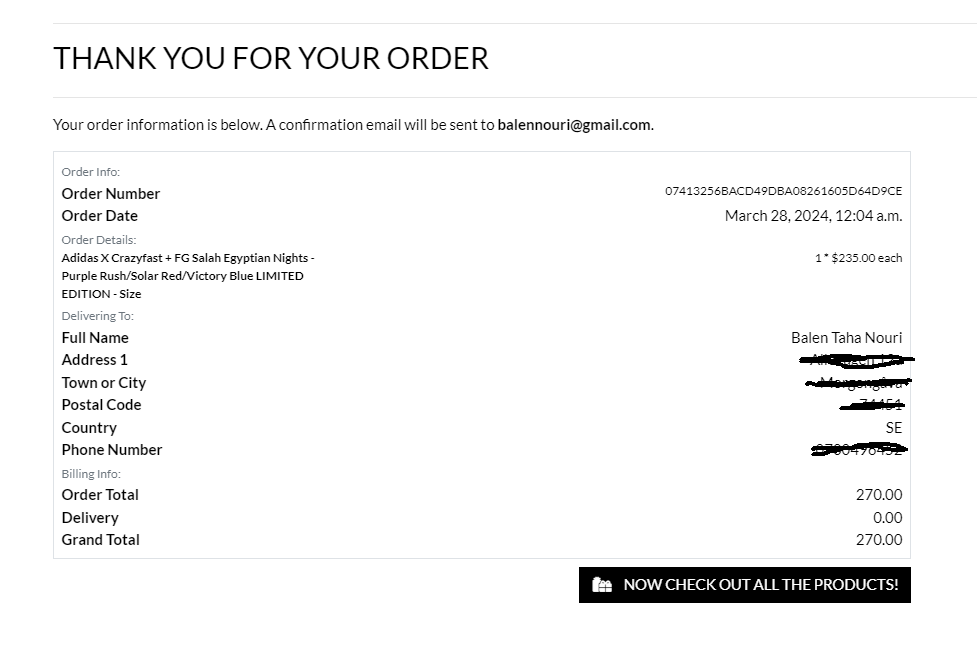 THANK YOU FOR YOUR ORDER
Your order information is below. A confirmation email will be sent to balennouri@gmail.com.
Order Info:
Order Number 07413256BACD49DBA08261605D64D9CE
Order Date March 28, 2024, 12:04 a.m.
Order Details:
Adidas X Crazyfast + FG Salah Egyptian Nights - 1 * $235.00 each
Purple Rush/Solar Red/Victory Blue LIMITED
EDITION - Size
Delivering To:
Full Name Balen Taha Nouri
Address 1
Town or City
Postal Code
Country SE
Phone Number
Billing Info:
Order Total 270.00
Delivery 0.00
Grand Total 270.00
NOW CHECK OUT ALL THE PRODUCTS!